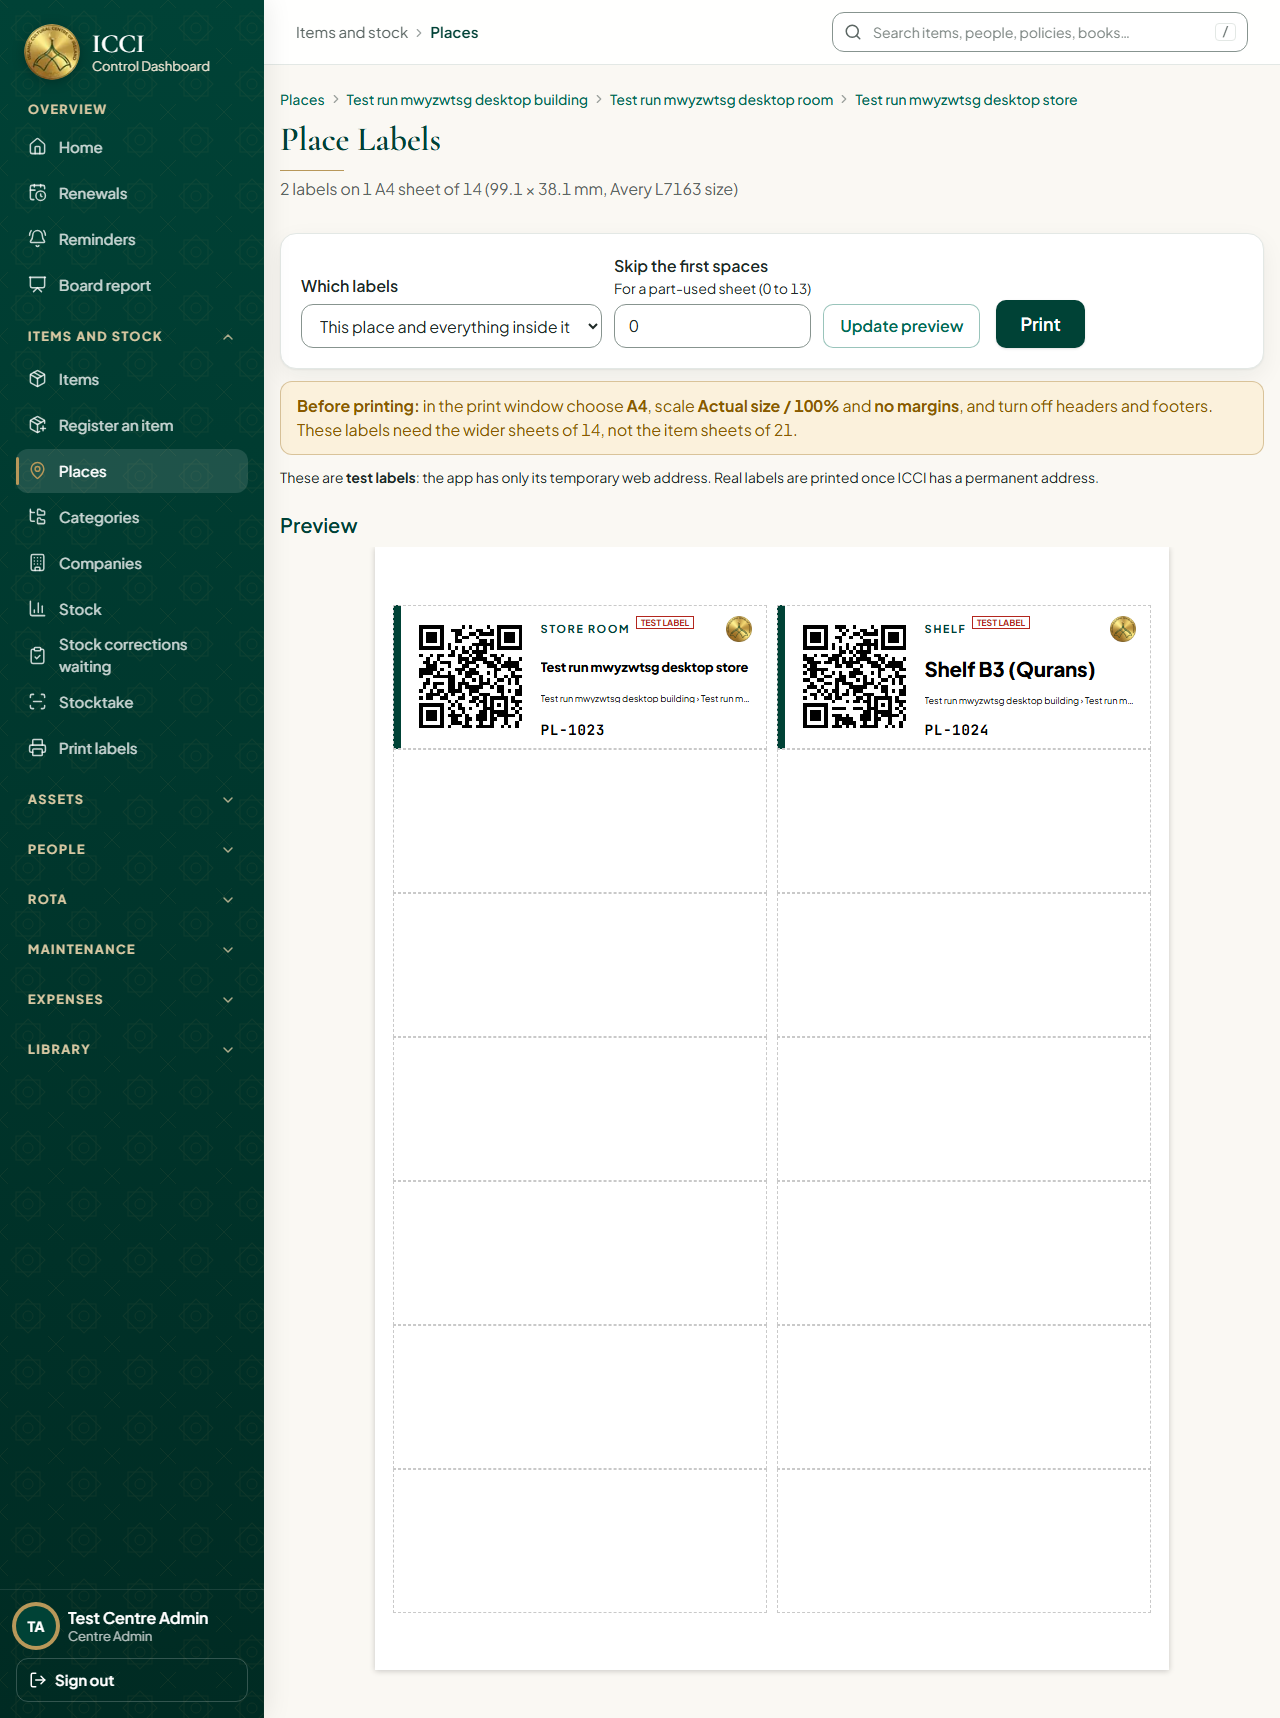 ICCI
Control Dashboard
OVERVIEW
Home
Renewals
Reminders
Board report
ITEMS AND STOCK
Items
Register an item
Places
Categories
Companies
Stock
Stock corrections
waiting
Stocktake
Print labels
ASSETS
PEOPLE
ROTA
MAINTENANCE
EXPENSES
LIBRARY
TA
Test Centre Admin
Centre Admin
Sign out
Items and stock › Places
Search items, people, policies, books…
/
Places › Test run mwyzwtsg desktop building › Test run mwyzwtsg desktop room › Test run mwyzwtsg desktop store
Place Labels
2 labels on 1 A4 sheet of 14 (99.1 × 38.1 mm, Avery L7163 size)
Which labels
This place and everything inside it
Skip the first spaces
For a part-used sheet (0 to 13)
0
Update preview
Print
Before printing: in the print window choose A4, scale Actual size / 100% and no margins, and turn off headers and footers.
These labels need the wider sheets of 14, not the item sheets of 21.
These are test labels: the app has only its temporary web address. Real labels are printed once ICCI has a permanent address.
Preview
STORE ROOM TEST LABEL
Test run mwyzwtsg desktop store
Test run mwyzwtsg desktop building › Test run m…
PL-1023
SHELF TEST LABEL
Shelf B3 (Qurans)
Test run mwyzwtsg desktop building › Test run m…
PL-1024